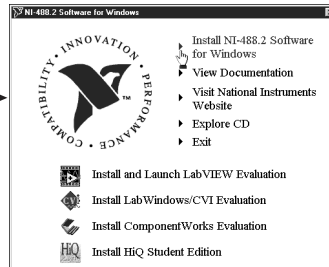 NI-488.2 Software for Windows
INNOVATION • PERFORMANCE • COMPATIBILITY •
TM
Install NI-488.2 Software
for Windows
View Documentation
Visit National Instruments
Website
Explore CD
Exit
Install and Launch LabVIEW Evaluation
CVI
Install LabWindows/CVI Evaluation
Install ComponentWorks Evaluation
HiQ
Install HiQ Student Edition